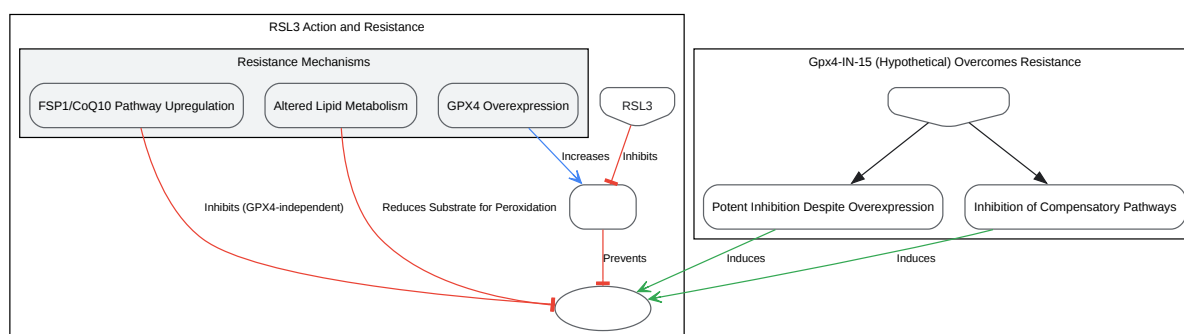 RSL3 Action and Resistance
Resistance Mechanisms
FSP1/CoQ10 Pathway Upregulation
Altered Lipid Metabolism
GPX4 Overexpression
RSL3
Increases
Inhibits
Inhibits (GPX4-independent)
Reduces Substrate for Peroxidation
Prevents
Gpx4-IN-15 (Hypothetical) Overcomes Resistance
Potent Inhibition Despite Overexpression
Inhibition of Compensatory Pathways
Induces
Induces